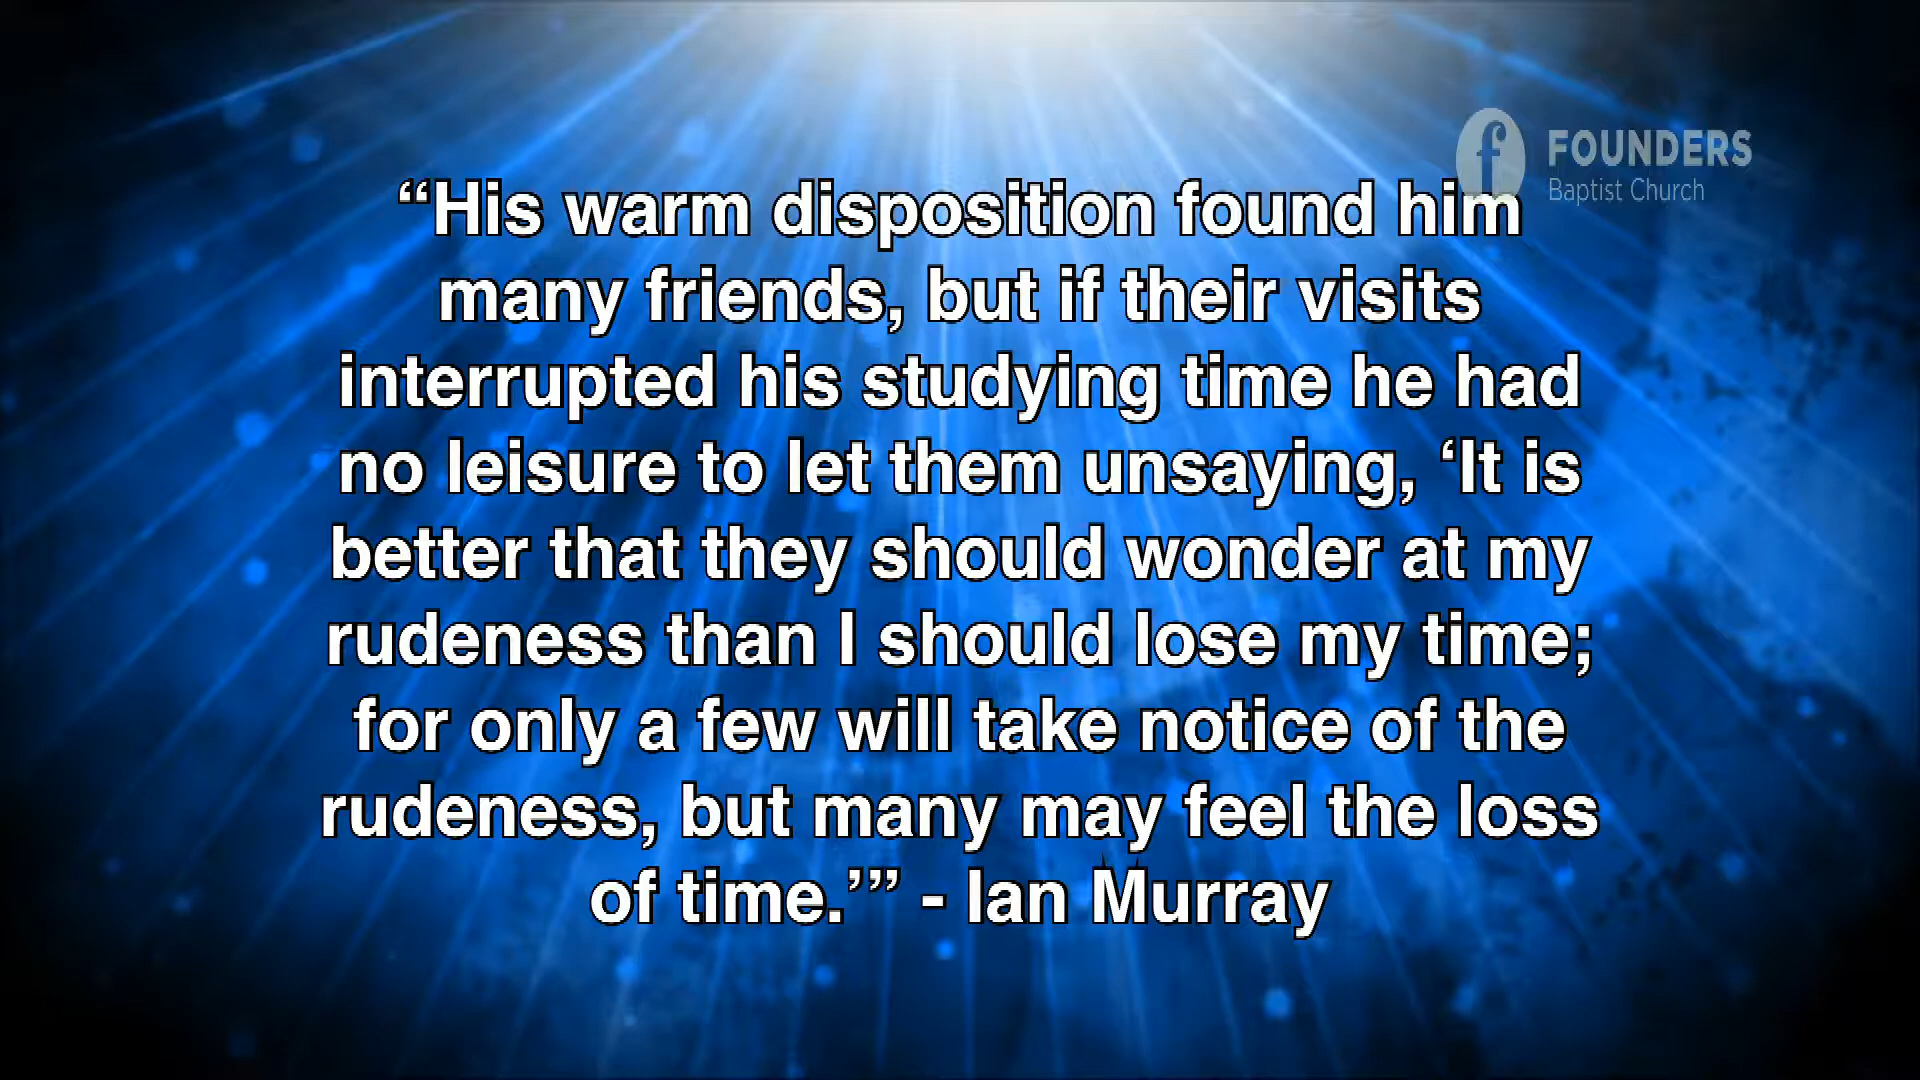 FOUNDERS
Baptist Church
“His warm disposition found him
many friends, but if their visits
interrupted his studying time he had
no leisure to let them unsaying, ‘It is
better that they should wonder at my
rudeness than I should lose my time;
for only a few will take notice of the
rudeness, but many may feel the loss
of time.’” - Ian Murray